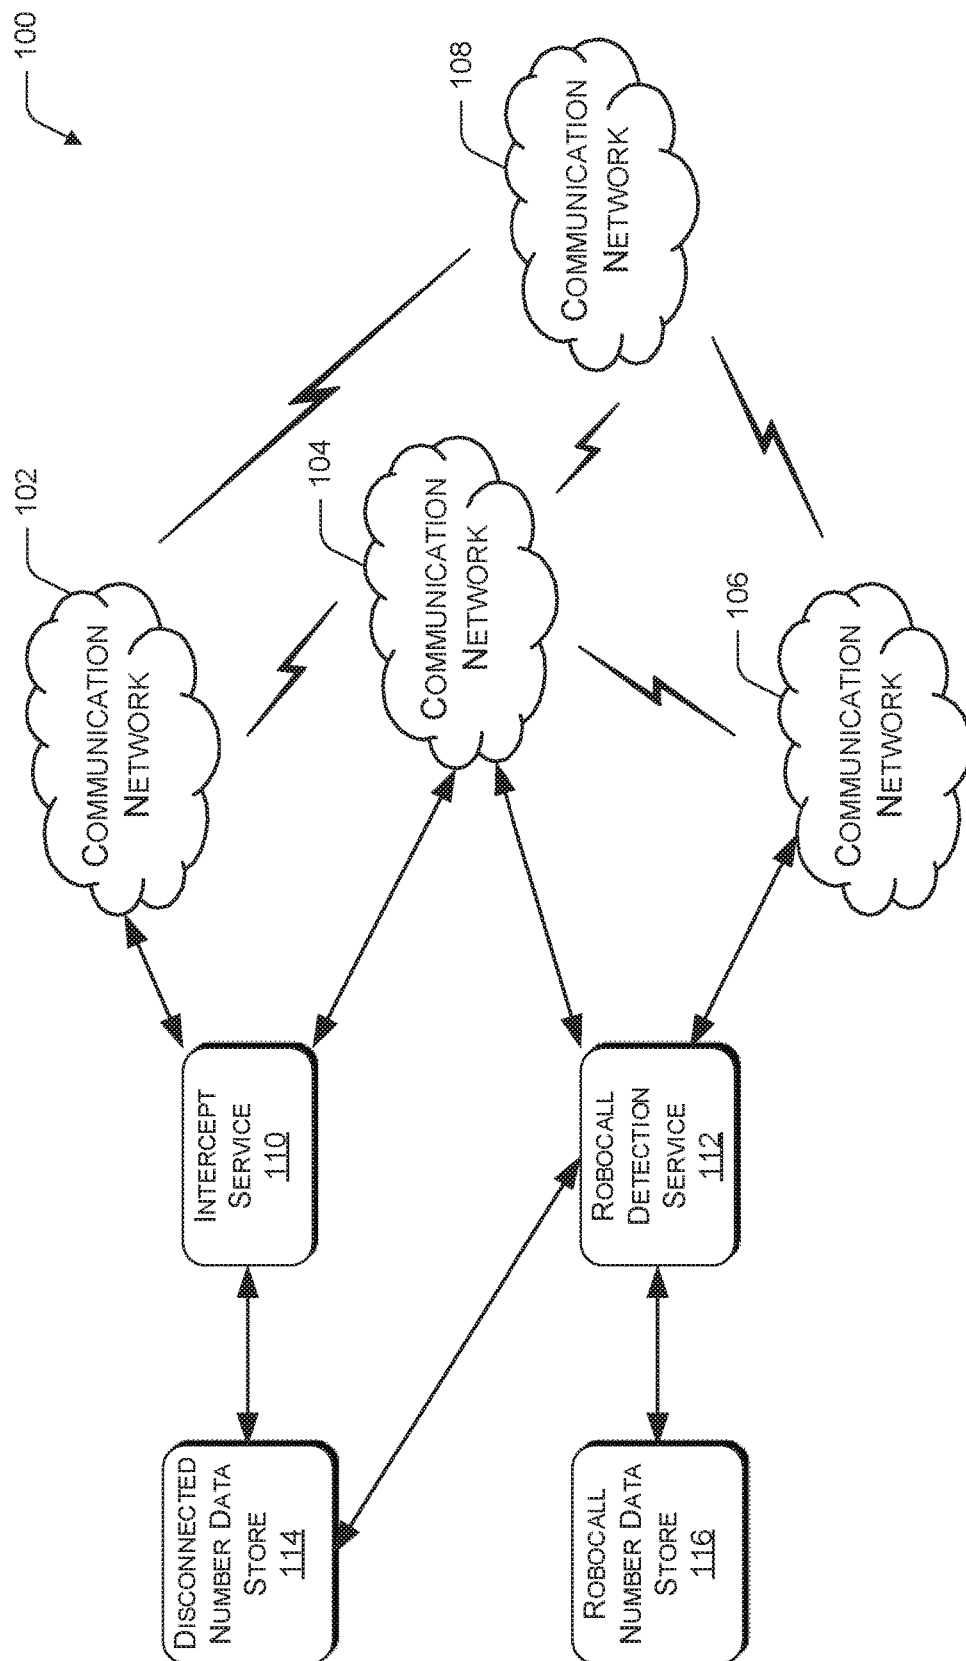 100
102
COMMUNICATION
NETWORK
104
COMMUNICATION
NETWORK
108
COMMUNICATION
NETWORK
106
COMMUNICATION
NETWORK
INTERCEPT
SERVICE
110
ROBOCALL
DETECTION
SERVICE
112
DISCONNECTED
NUMBER DATA
STORE
114
ROBOCALL
NUMBER DATA
STORE
116